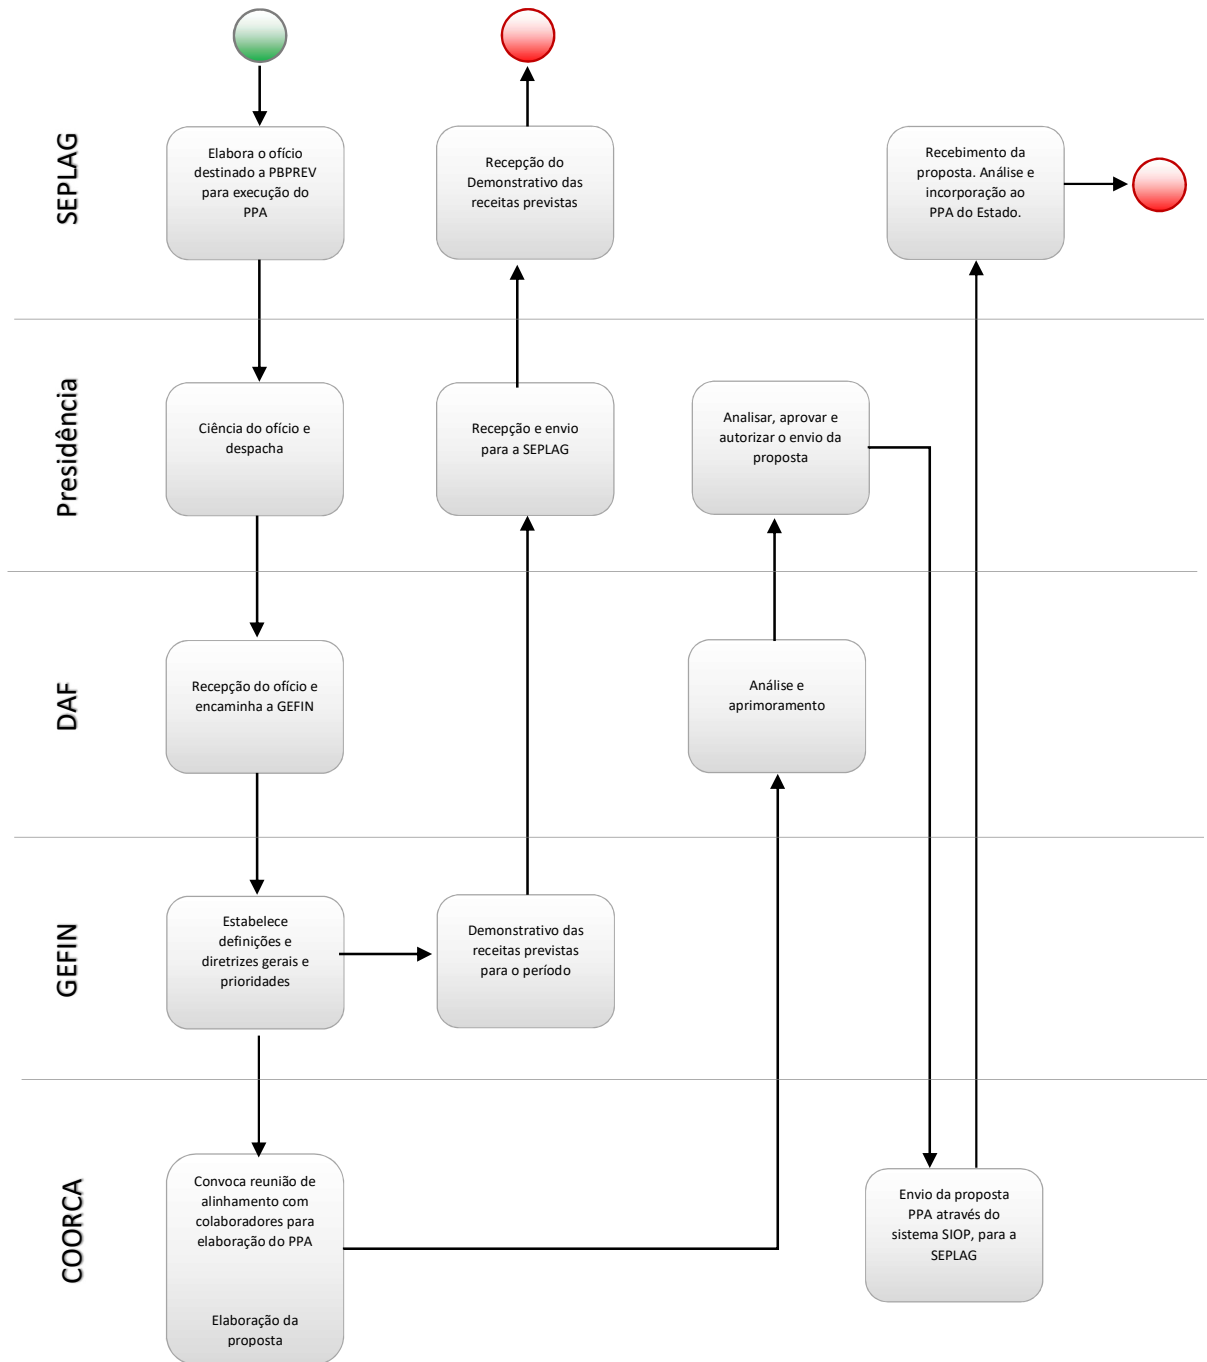 SEPLAG
Elabora o ofício
destinado a PBPREV
para execução do
PPA
Recepção do
Demonstrativo das
receitas previstas
Recebimento da
proposta. Análise e
incorporação ao
PPA do Estado.
Presidência
Ciência do ofício e
despacha
Recepção e envio
para a SEPLAG
Analisar, aprovar e
autorizar o envio da
proposta
DAF
Recepção do ofício e
encaminha a GEFIN
Análise e
aprimoramento
GEFIN
Estabelece
definições e
diretrizes gerais e
prioridades
Demonstrativo das
receitas previstas
para o período
COORCA
Convoca reunião de
alinhamento com
colaboradores para
elaboração do PPA
Elaboração da
proposta
Envio da proposta
PPA através do
sistema SIOP, para a
SEPLAG